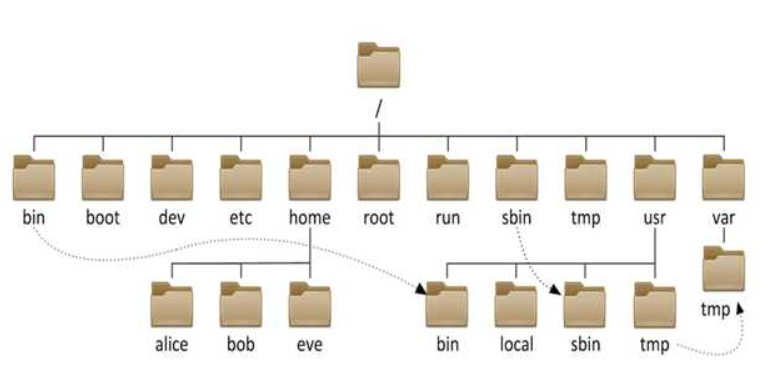 /
bin boot dev etc home root run sbin tmp usr var
tmp
alice bob eve bin local sbin tmp